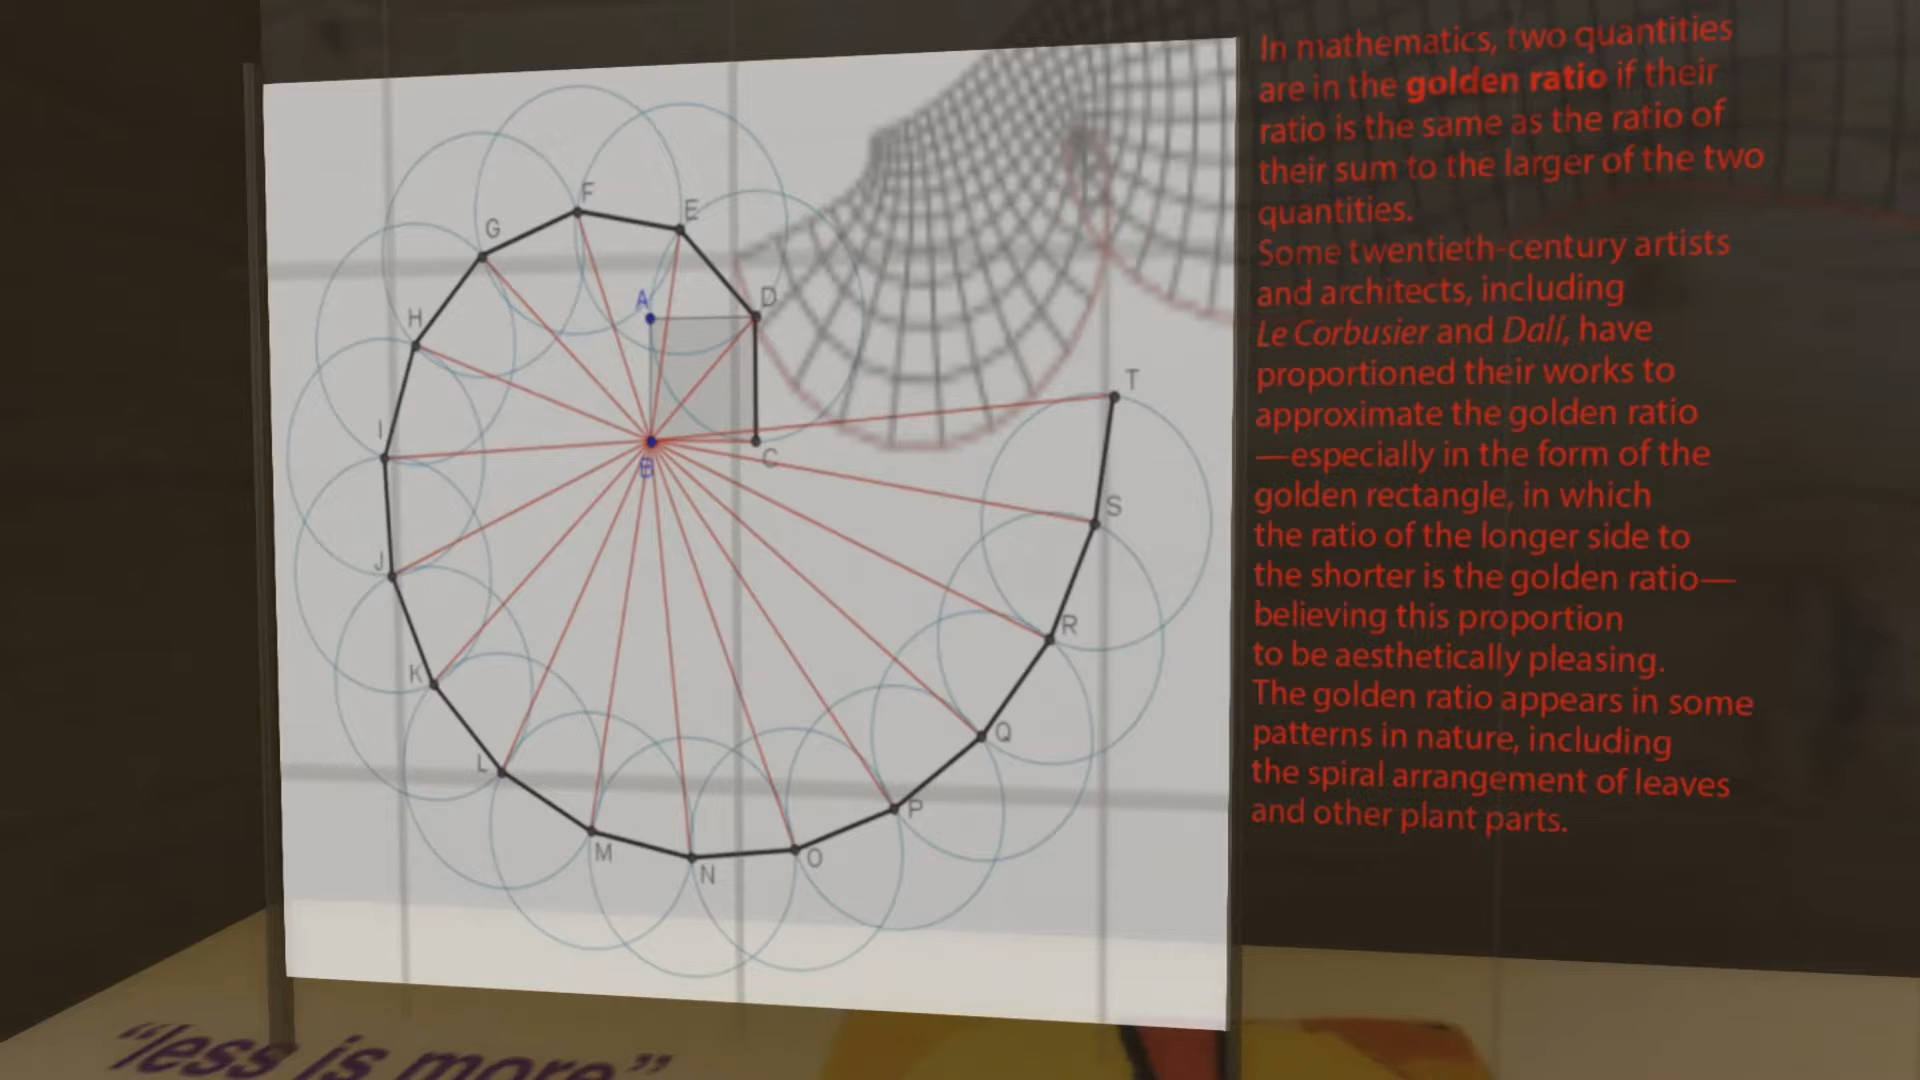 In mathematics, two quantities
are in the golden ratio if their
ratio is the same as the ratio of
their sum to the larger of the two
quantities.
Some twentieth-century artists
and architects, including
Le Corbusier and Dalí, have
proportioned their works to
approximate the golden ratio
—especially in the form of the
golden rectangle, in which
the ratio of the longer side to
the shorter is the golden ratio—
believing this proportion
to be aesthetically pleasing.
The golden ratio appears in some
patterns in nature, including
the spiral arrangement of leaves
and other plant parts.
F
E
G
A
D
H
T
I
C
B
S
J
R
K
Q
L
P
M
O
N
“less is more”